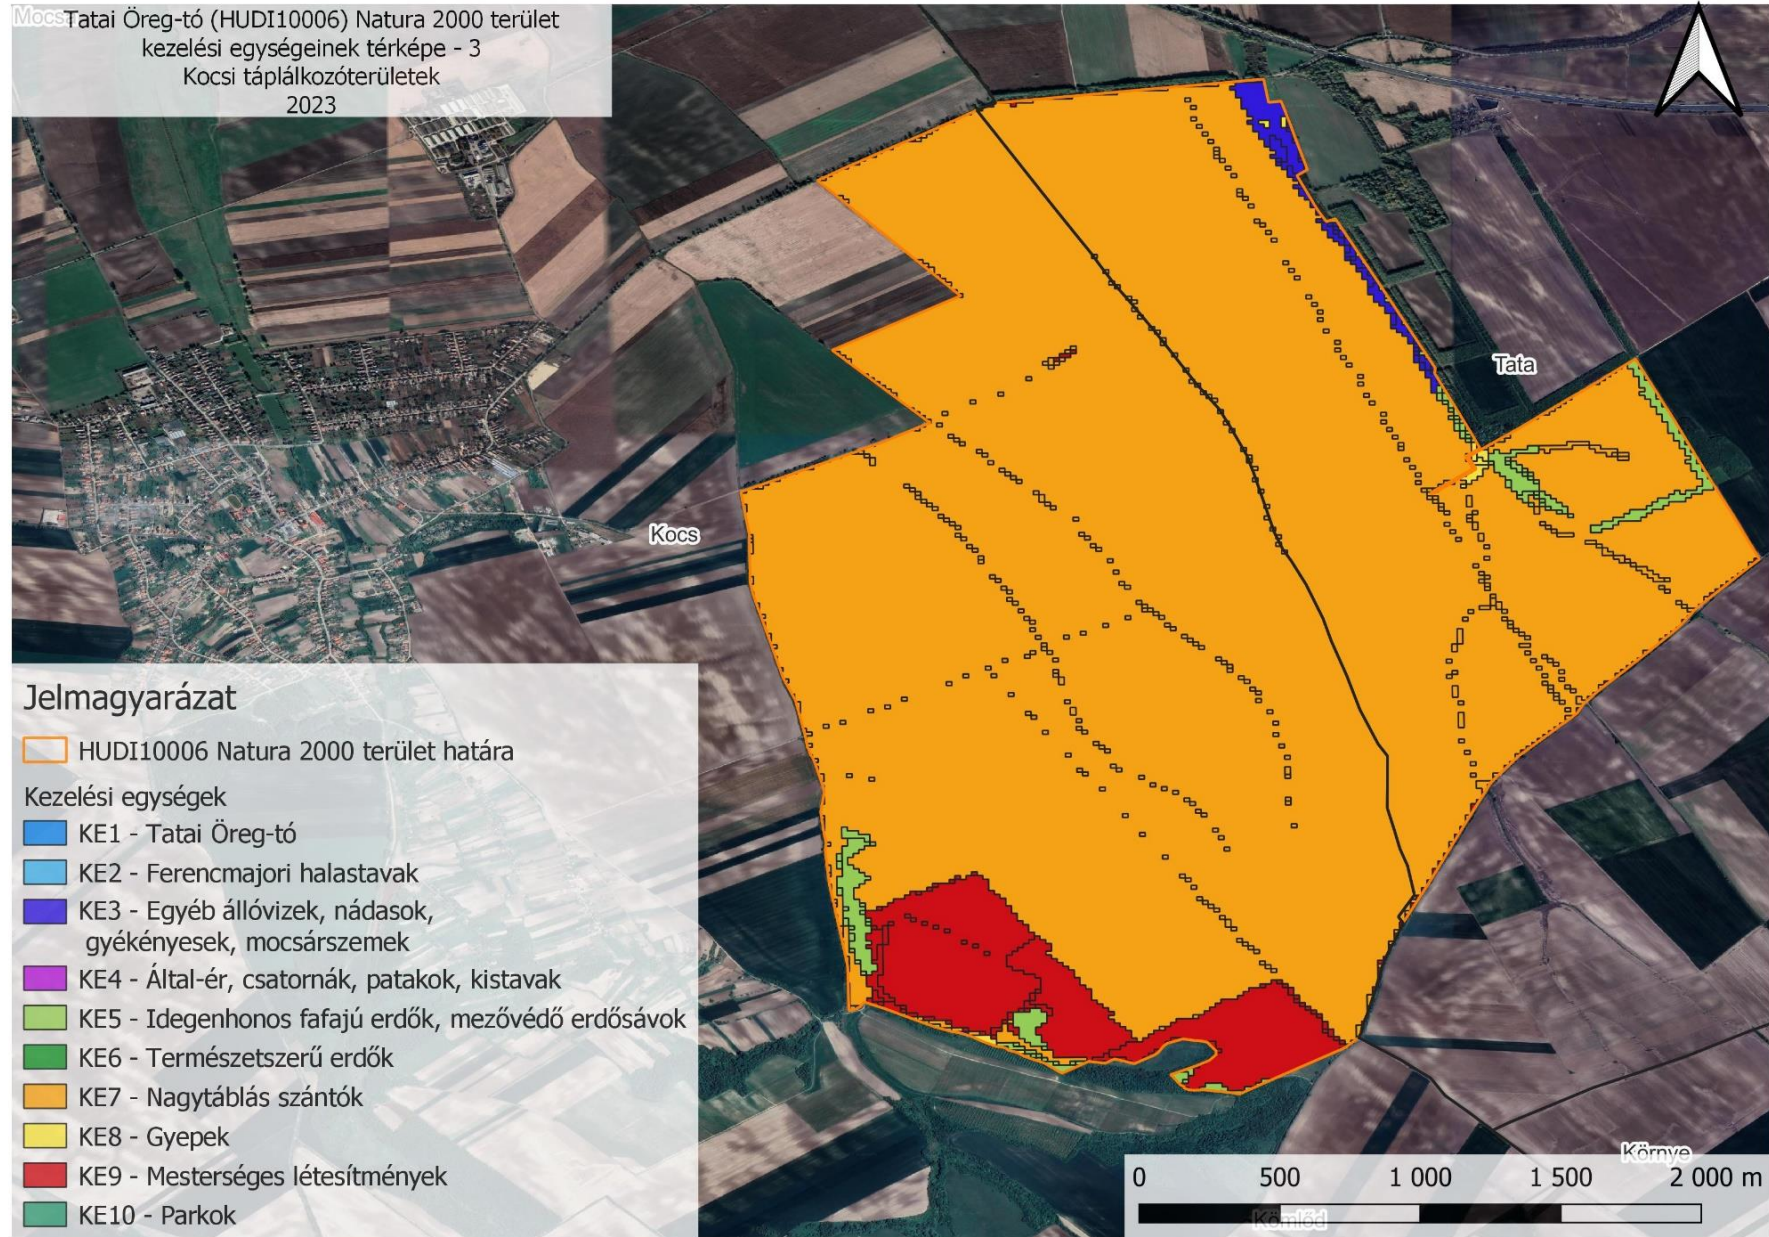 Mocsa
Tatai Öreg-tó (HUDI10006) Natura 2000 terület
kezelési egységeinek térképe - 3
Kocsi táplálkozóterületek
2023
Tata
Kocs
Jelmagyarázat
HUDI10006 Natura 2000 terület határa
Kezelési egységek
KE1 - Tatai Öreg-tó
KE2 - Ferencmajori halastavak
KE3 - Egyéb állóvizek, nádasok,
gyékényesek, mocsárszemek
KE4 - Által-ér, csatornák, patakok, kistavak
KE5 - Idegenhonos fafajú erdők, mezővédő erdősávok
KE6 - Természetszerű erdők
KE7 - Nagytáblás szántók
KE8 - Gyepek
KE9 - Mesterséges létesítmények
KE10 - Parkok
Környe
0 500 1 000 1 500 2 000 m
Kömlőd